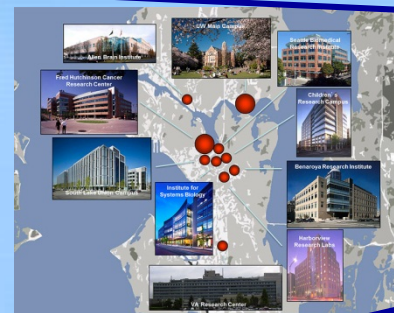 Allen Brain Institute
UW Main Campus
Seattle Biomedical
Research Institute
Fred Hutchinson Cancer
Research Center
Children's
Research Campus
South Lake Union Campus
Benaroya Research Institute
Institute for
Systems Biology
Harborview
Research Labs
VA Research Center